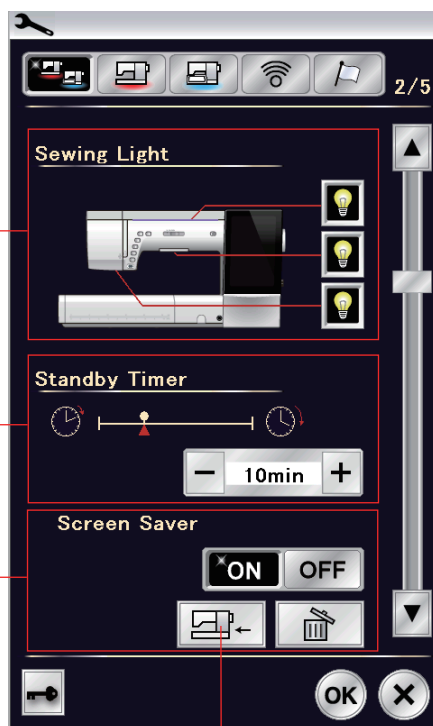 2/5
Sewing Light
Standby Timer
10min
Screen Saver
ON OFF
OK